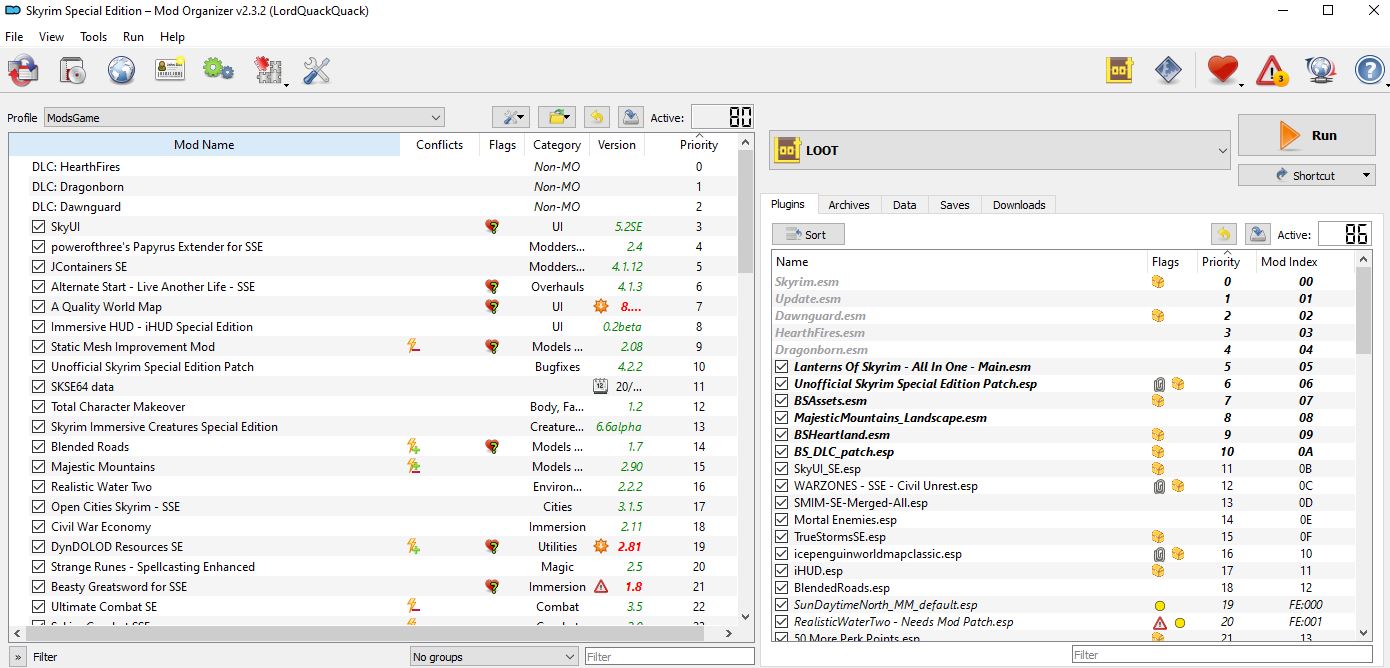 Skyrim Special Edition – Mod Organizer v2.3.2 (LordQuackQuack)
File View Tools Run Help
3
Profile ModsGame Active: 80
Mod Name Conflicts Flags Category Version Priority
DLC: HearthFires Non-MO 0
DLC: Dragonborn Non-MO 1
DLC: Dawnguard Non-MO 2
SkyUI UI 5.2SE 3
powerofthree's Papyrus Extender for SSE Modders... 2.4 4
JContainers SE Modders... 4.1.12 5
Alternate Start - Live Another Life - SSE Overhauls 4.1.3 6
A Quality World Map UI 8.... 7
Immersive HUD - iHUD Special Edition UI 0.2beta 8
Static Mesh Improvement Mod Models ... 2.08 9
Unofficial Skyrim Special Edition Patch Bugfixes 4.2.2 10
SKSE64 data 12 20/... 11
Total Character Makeover Body, Fa... 1.2 12
Skyrim Immersive Creatures Special Edition Creature... 6.6alpha 13
Blended Roads Models ... 1.7 14
Majestic Mountains Models ... 2.90 15
Realistic Water Two Environ... 2.2.2 16
Open Cities Skyrim - SSE Cities 3.1.5 17
Civil War Economy Immersion 2.11 18
DynDOLOD Resources SE Utilities 2.81 19
Strange Runes - Spellcasting Enhanced Magic 2.5 20
Beasty Greatsword for SSE Immersion 1.8 21
Ultimate Combat SE Combat 3.5 22
» Filter No groups Filter
LOOT
Run
Shortcut
Plugins Archives Data Saves Downloads
Sort Active: 86
Name Flags Priority Mod Index
Skyrim.esm 0 00
Update.esm 1 01
Dawnguard.esm 2 02
HearthFires.esm 3 03
Dragonborn.esm 4 04
Lanterns Of Skyrim - All In One - Main.esm 5 05
Unofficial Skyrim Special Edition Patch.esp 6 06
BSAssets.esm 7 07
MajesticMountains_Landscape.esm 8 08
BSHeartland.esm 9 09
BS_DLC_patch.esp 10 0A
SkyUI_SE.esp 11 0B
WARZONES - SSE - Civil Unrest.esp 12 0C
SMIM-SE-Merged-All.esp 13 0D
Mortal Enemies.esp 14 0E
TrueStormsSE.esp 15 0F
icepenguinworldmapclassic.esp 16 10
iHUD.esp 17 11
BlendedRoads.esp 18 12
SunDaytimeNorth_MM_default.esp 19 FE:000
RealisticWaterTwo - Needs Mod Patch.esp 20 FE:001
50 More Perk Points.esp 21 13
Filter